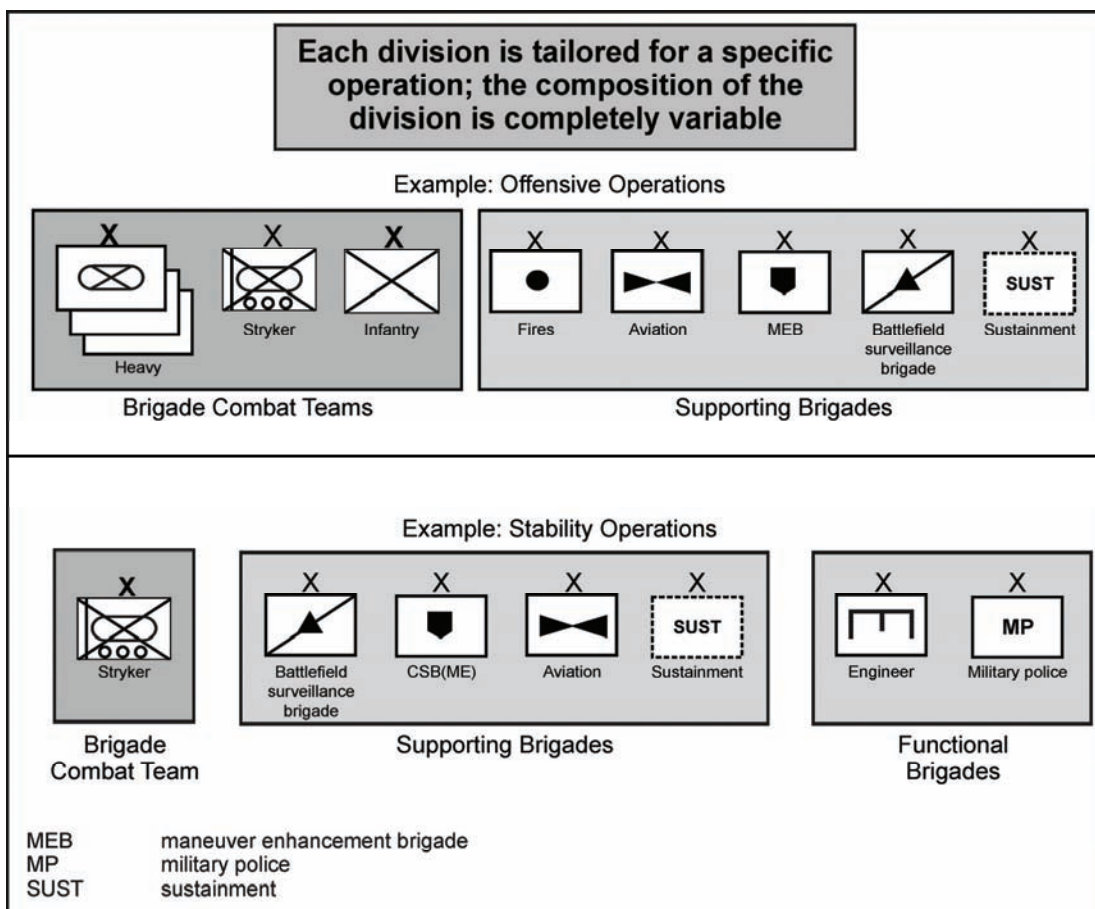 Each division is tailored for a specific
operation; the composition of the
division is completely variable
Example: Offensive Operations
X
X
X
Heavy
Stryker
Infantry
Brigade Combat Teams
X
X
X
X
X
SUST
Fires
Aviation
MEB
Battlefield
surveillance
brigade
Sustainment
Supporting Brigades
Example: Stability Operations
X
Stryker
Brigade
Combat Team
X
X
X
X
SUST
Battlefield
surveillance
brigade
CSB(ME)
Aviation
Sustainment
Supporting Brigades
X
X
MP
Engineer
Military police
Functional
Brigades
MEB maneuver enhancement brigade
MP military police
SUST sustainment